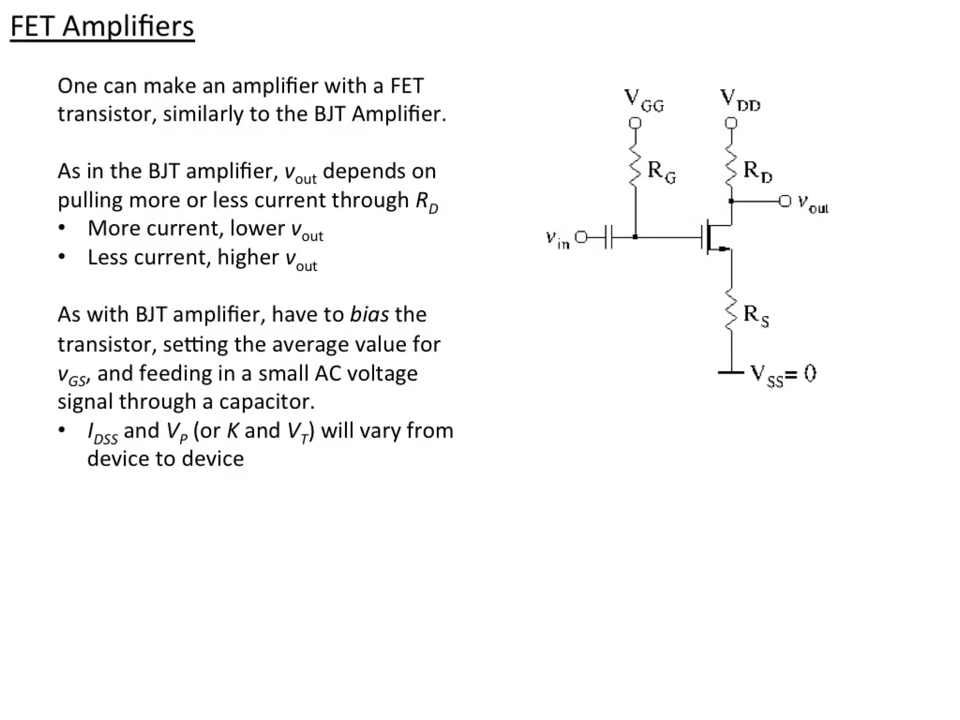 FET Amplifiers
One can make an amplifier with a FET
transistor, similarly to the BJT Amplifier.
As in the BJT amplifier, vout depends on
pulling more or less current through RD
• More current, lower vout
• Less current, higher vout
As with BJT amplifier, have to bias the
transistor, setting the average value for
vGS, and feeding in a small AC voltage
signal through a capacitor.
• IDSS and VP (or K and VT) will vary from
device to device
VGG
VDD
RG
RD
vout
vin
RS
VSS= 0